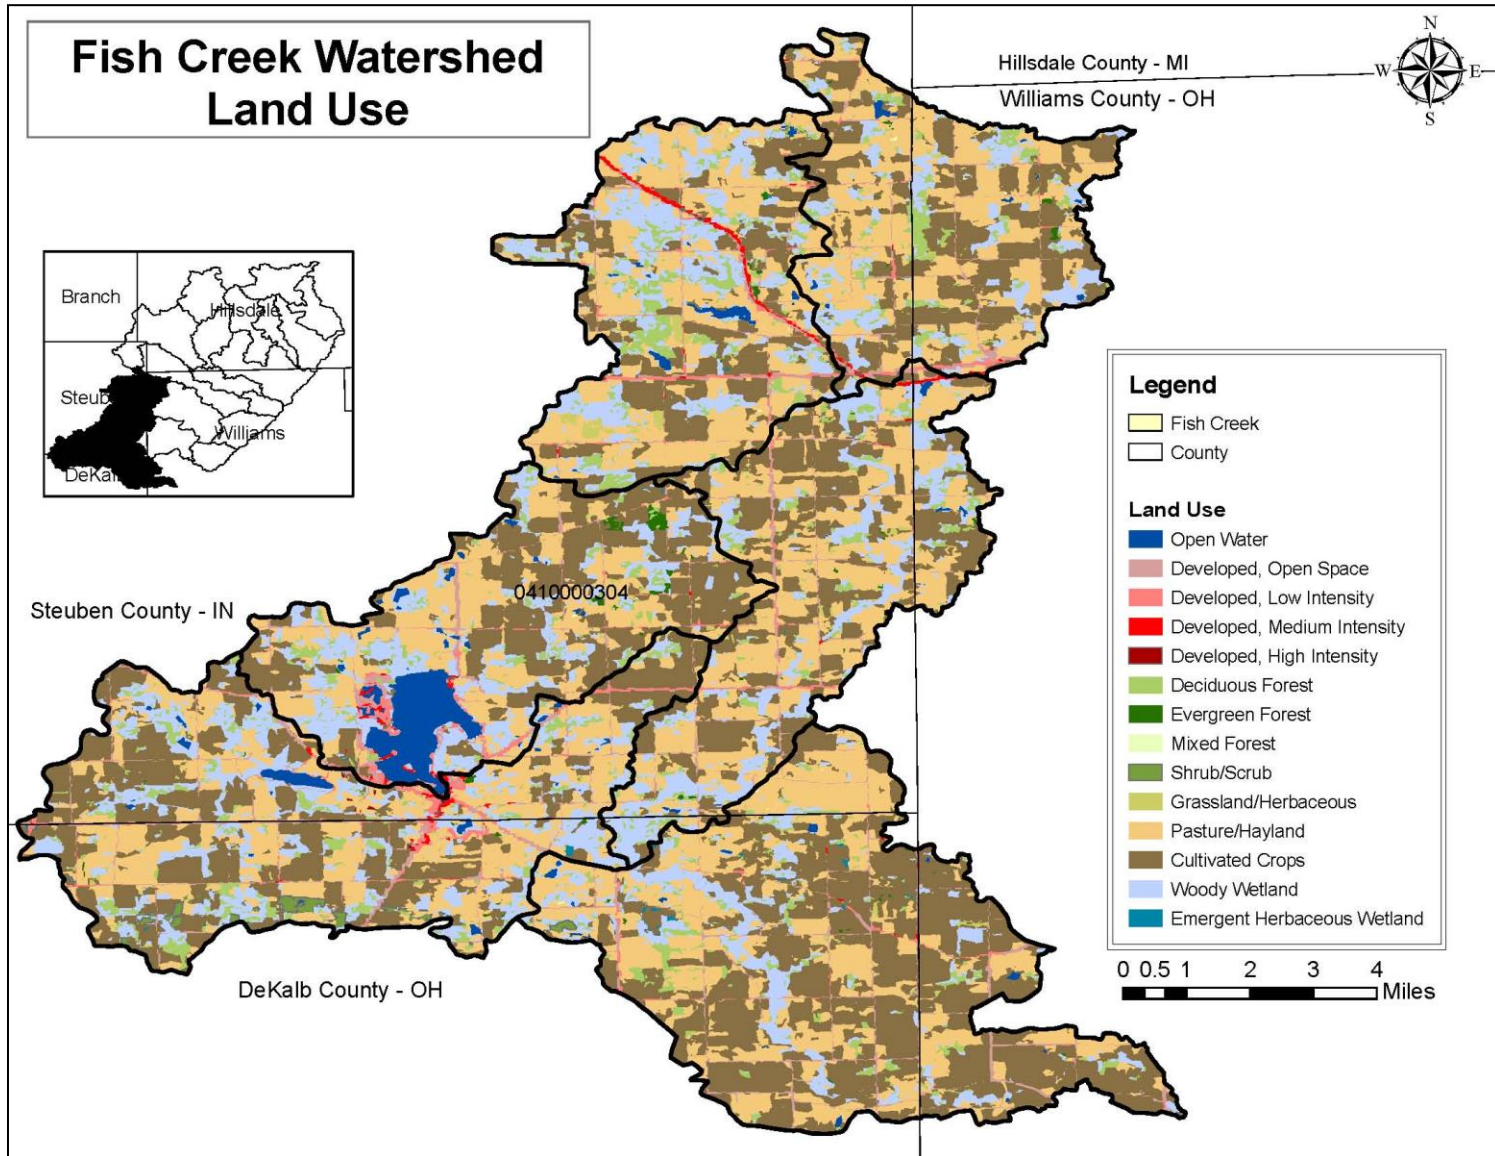 Fish Creek Watershed
Land Use
Hillsdale County - MI
Williams County - OH
N
W
E
S
Branch
Hillsdale
Steub
Williams
DeKal
Steuben County - IN
0410000304
DeKalb County - OH
Legend
Fish Creek
County
Land Use
Open Water
Developed, Open Space
Developed, Low Intensity
Developed, Medium Intensity
Developed, High Intensity
Deciduous Forest
Evergreen Forest
Mixed Forest
Shrub/Scrub
Grassland/Herbaceous
Pasture/Hayland
Cultivated Crops
Woody Wetland
Emergent Herbaceous Wetland
0 0.5 1 2 3 4
Miles